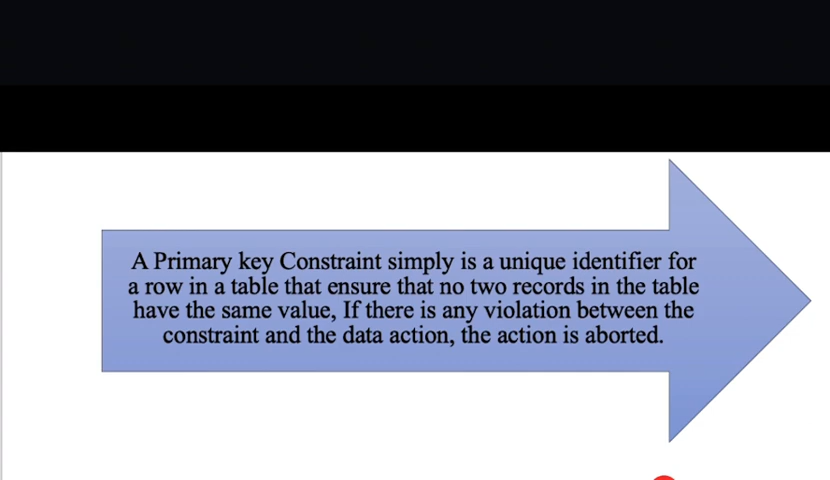 A Primary key Constraint simply is a unique identifier for
a row in a table that ensure that no two records in the table
have the same value, If there is any violation between the
constraint and the data action, the action is aborted.